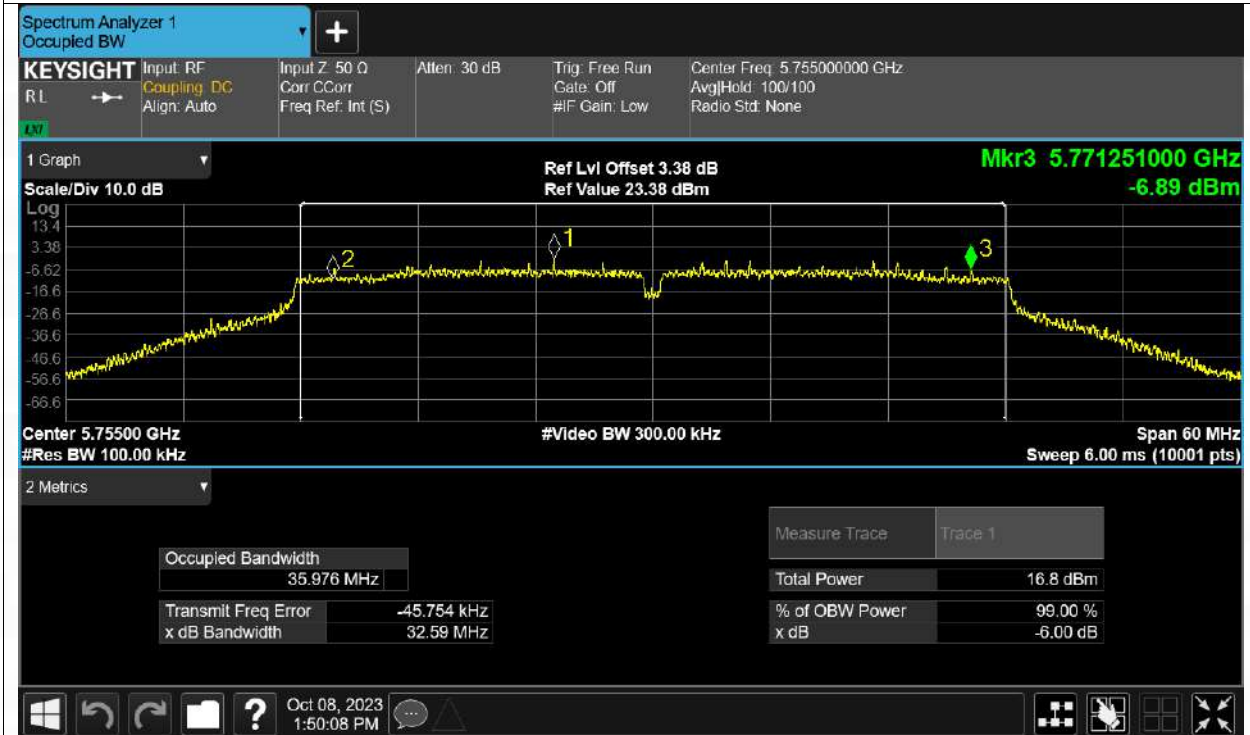 Spectrum Analyzer 1
Occupied BW
+
KEYSIGHT Input: RF Input Z: 50 Ω Atten: 30 dB Trig: Free Run Center Freq: 5.755000000 GHz
RL Coupling: DC Corr CCorr Gate: Off Avg|Hold: 100/100
Align: Auto Freq Ref: Int (S) #IF Gain: Low Radio Std: None
LXI
1 Graph Ref Lvl Offset 3.38 dB Mkr3 5.771251000 GHz
Scale/Div 10.0 dB Ref Value 23.38 dBm -6.89 dBm
Log
13.4
3.38
-6.62
-16.6
-26.6
-36.6
-46.6
-56.6
-66.6
2
1
3
Center 5.75500 GHz #Video BW 300.00 kHz Span 60 MHz
#Res BW 100.00 kHz Sweep 6.00 ms (10001 pts)
2 Metrics
Measure Trace Trace 1
Occupied Bandwidth
35.976 MHz Total Power 16.8 dBm
Transmit Freq Error -45.754 kHz % of OBW Power 99.00 %
x dB Bandwidth 32.59 MHz x dB -6.00 dB
? Oct 08, 2023
1:50:08 PM